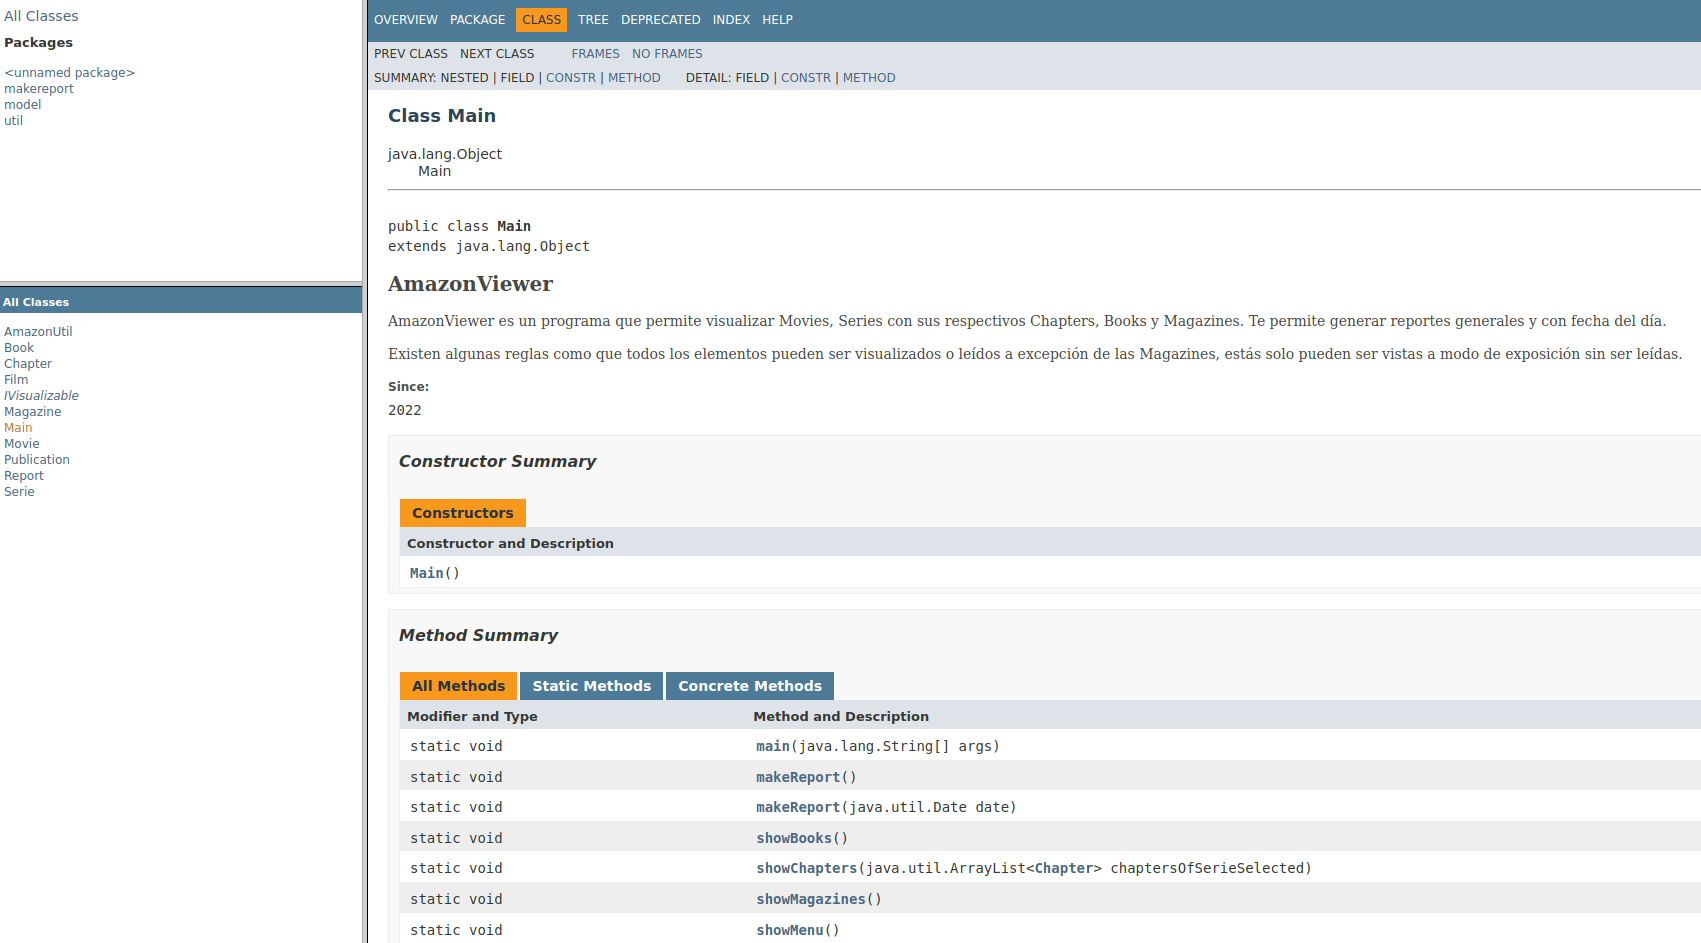 All Classes
Packages
<unnamed package>
makereport
model
util
All Classes
AmazonUtil
Book
Chapter
Film
IVisualizable
Magazine
Main
Movie
Publication
Report
Serie
OVERVIEW PACKAGE CLASS TREE DEPRECATED INDEX HELP
PREV CLASS NEXT CLASS FRAMES NO FRAMES
SUMMARY: NESTED | FIELD | CONSTR | METHOD DETAIL: FIELD | CONSTR | METHOD
Class Main
java.lang.Object
Main
public class Main
extends java.lang.Object
AmazonViewer
AmazonViewer es un programa que permite visualizar Movies, Series con sus respectivos Chapters, Books y Magazines. Te permite generar reportes generales y con fecha del día.
Existen algunas reglas como que todos los elementos pueden ser visualizados o leídos a excepción de las Magazines, estás solo pueden ser vistas a modo de exposición sin ser leídas.
Since:
2022
Constructor Summary
Constructors
Constructor and Description
Main()
Method Summary
All Methods Static Methods Concrete Methods
Modifier and Type Method and Description
static void main(java.lang.String[] args)
static void makeReport()
static void makeReport(java.util.Date date)
static void showBooks()
static void showChapters(java.util.ArrayList<Chapter> chaptersOfSerieSelected)
static void showMagazines()
static void showMenu()